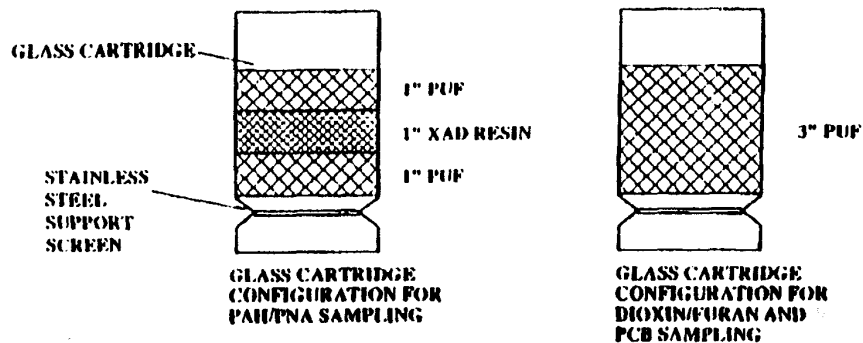 GLASS CARTRIDGE
1" PUF
1" XAD RESIN
1" PUF
STAINLESS
STEEL
SUPPORT
SCREEN
GLASS CARTRIDGE
CONFIGURATION FOR
PAH/PNA SAMPLING
3" PUF
GLASS CARTRIDGE
CONFIGURATION FOR
DIOXIN/FURAN AND
PCB SAMPLING